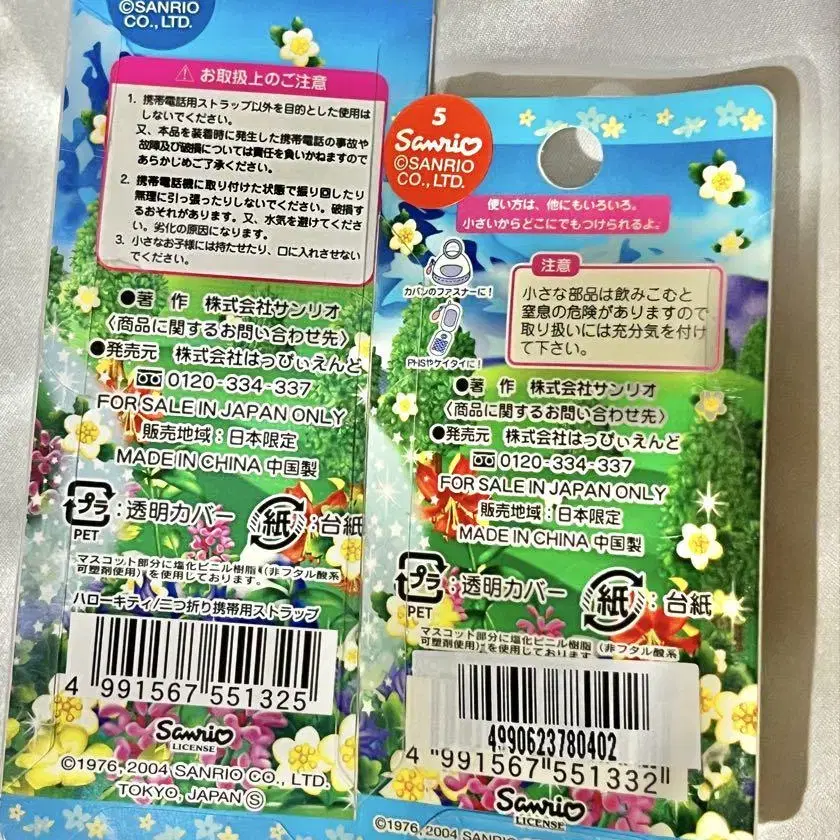 ©SANRIO
CO., LTD.
お取扱上のご注意
1. 携帯電話用ストラップ以外を目的とした使用は
しないでください。
又、本品を装着時に発生した携帯電話の事故や
故障及び破損については責任を負いかねますので
あらかじめご了承ください。
2. 携帯電話機に取り付けた状態で振り回したり
無理に引っ張ったりしないでください。破損す
るおそれがあります。又、水気を避けてくださ
い。劣化の原因になります。
3. 小さなお子様には持たせたり、口に入れさせない
でください。
●著 作 株式会社サンリオ
〈商品に関するお問い合わせ先〉
●発売元 株式会社はっぴぃえんど
0120-334-337
FOR SALE IN JAPAN ONLY
販売地域:日本限定
MADE IN CHINA 中国製
プラ
:透明カバー
紙
:台紙
PET
マスコット部分に塩化ビニル樹脂(非フタル酸系
可塑剤使用)を使用しております。
ハローキティ/二つ折り携帯用ストラップ
4 991567 551325
Sanrio
LICENSE
©1976, 2004 SANRIO CO., LTD.
TOKYO, JAPAN Ⓢ
5
Sanrio
©SANRIO
CO., LTD.
使い方は、他にもいろいろ。
小さいからどこにでもつけられるよ。
カバンのファスナーに!
PHSやケイタイに!
注意
小さな部品は飲みこむと
窒息の危険がありますので
取り扱いには充分気を付け
て下さい。
●著 作 株式会社サンリオ
〈商品に関するお問い合わせ先〉
●発売元 株式会社はっぴぃえんど
0120-334-337
FOR SALE IN JAPAN ONLY
販売地域:日本限定
MADE IN CHINA 中国製
プラ
:透明カバー
紙
:台紙
PET
マスコット部分に塩化ビニル樹脂(非フタル酸系
可塑剤使用)を使用しております。
4990623780402
4 991567 551332
Sanrio
LICENSE
©1976, 2004 SANRIO CO., LTD.